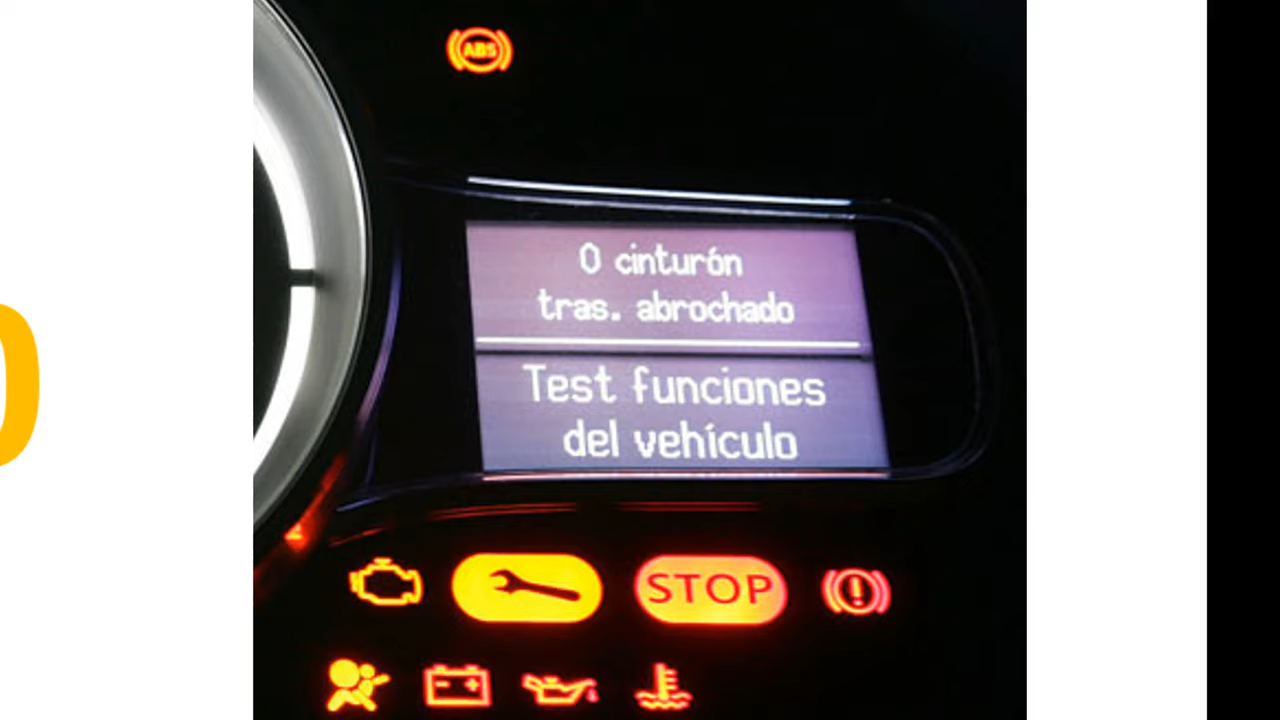 ABS
0 cinturón
tras. abrochado
Test funciones
del vehículo
STOP